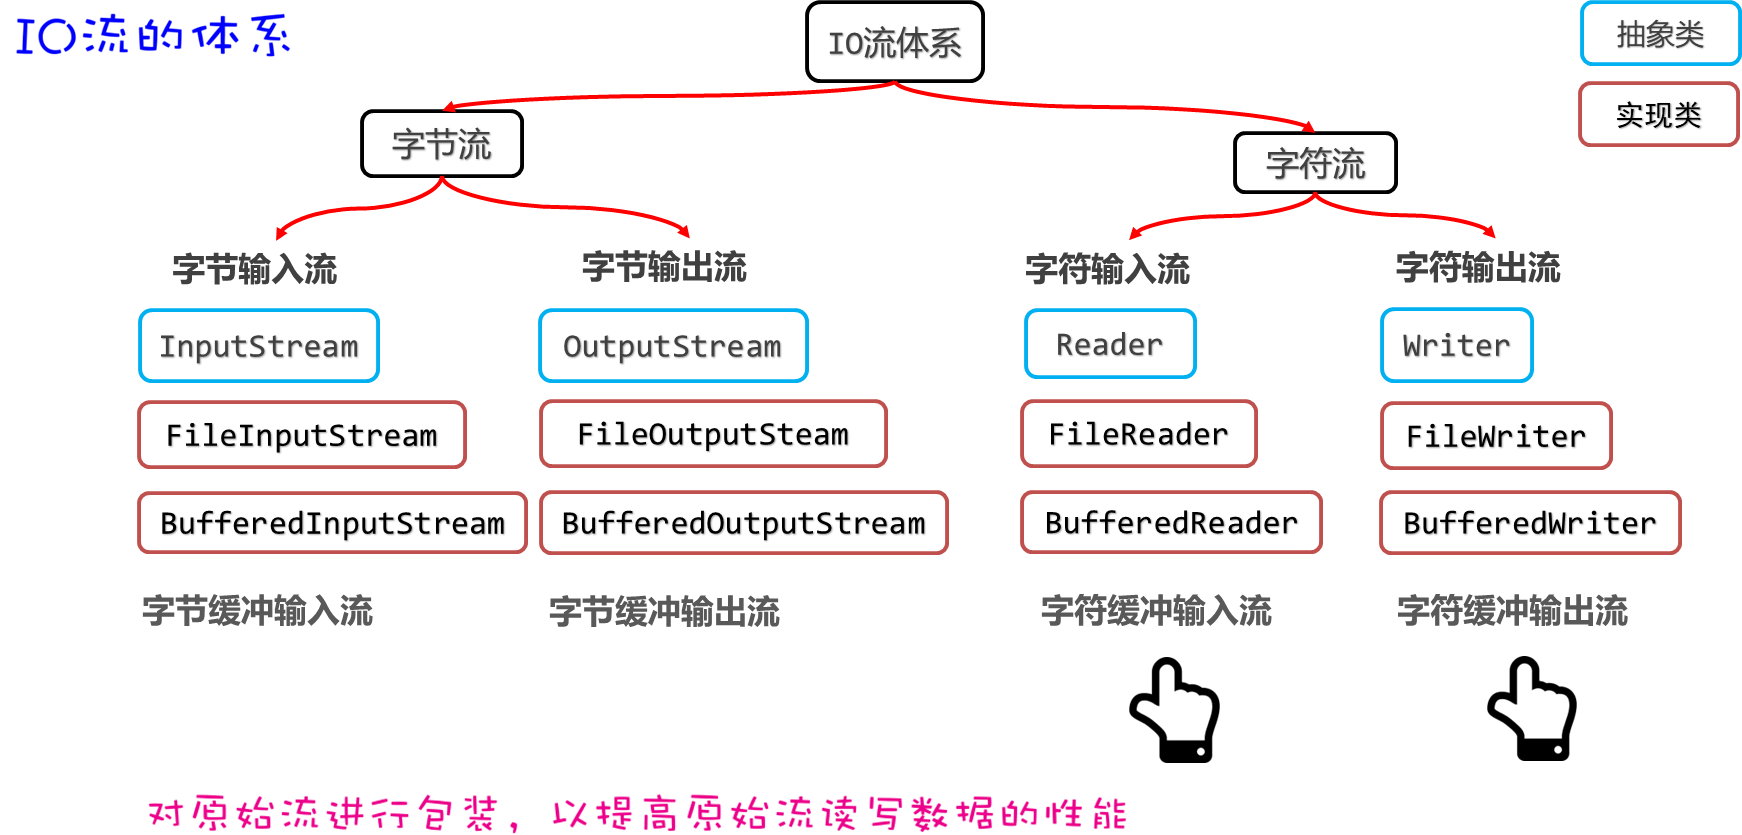 IO流的体系
IO流体系
抽象类
实现类
字节流
字符流
字节输入流
字节输出流
字符输入流
字符输出流
InputStream
OutputStream
Reader
Writer
FileInputStream
FileOutputSteam
FileReader
FileWriter
BufferedInputStream
BufferedOutputStream
BufferedReader
BufferedWriter
字节缓冲输入流
字节缓冲输出流
字符缓冲输入流
字符缓冲输出流
对原始流进行包装，以提高原始流读写数据的性能